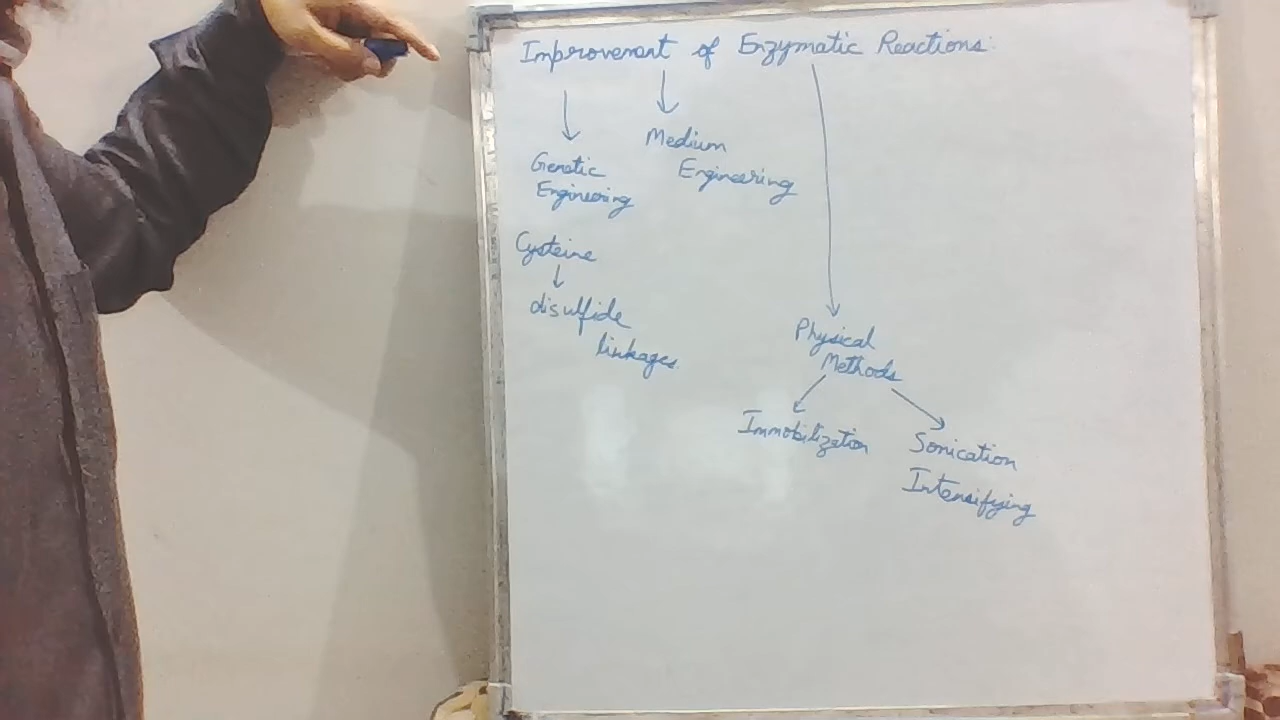 Improvement of Enzymatic Reactions:
Genetic
Engineering
Medium
Engineering
Cysteine
disulfide
linkages
Physical
Methods
Immobilization
Sonication
Intensifying